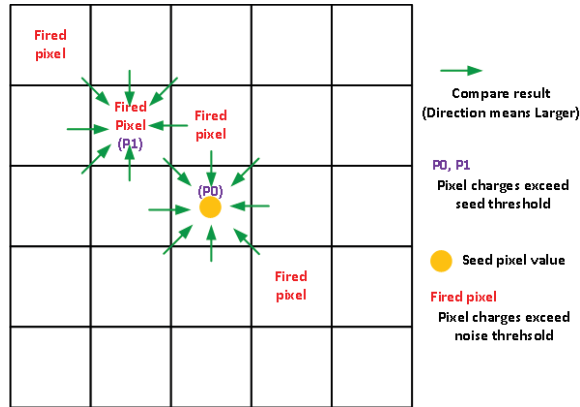 Fired
pixel
Fired
Pixel
(P1)
Fired
pixel
(P0)
Fired
pixel
Compare result
(Direction means Larger)
P0, P1
Pixel charges exceed
seed threshold
Seed pixel value
Fired pixel
Pixel charges exceed
noise threhsold